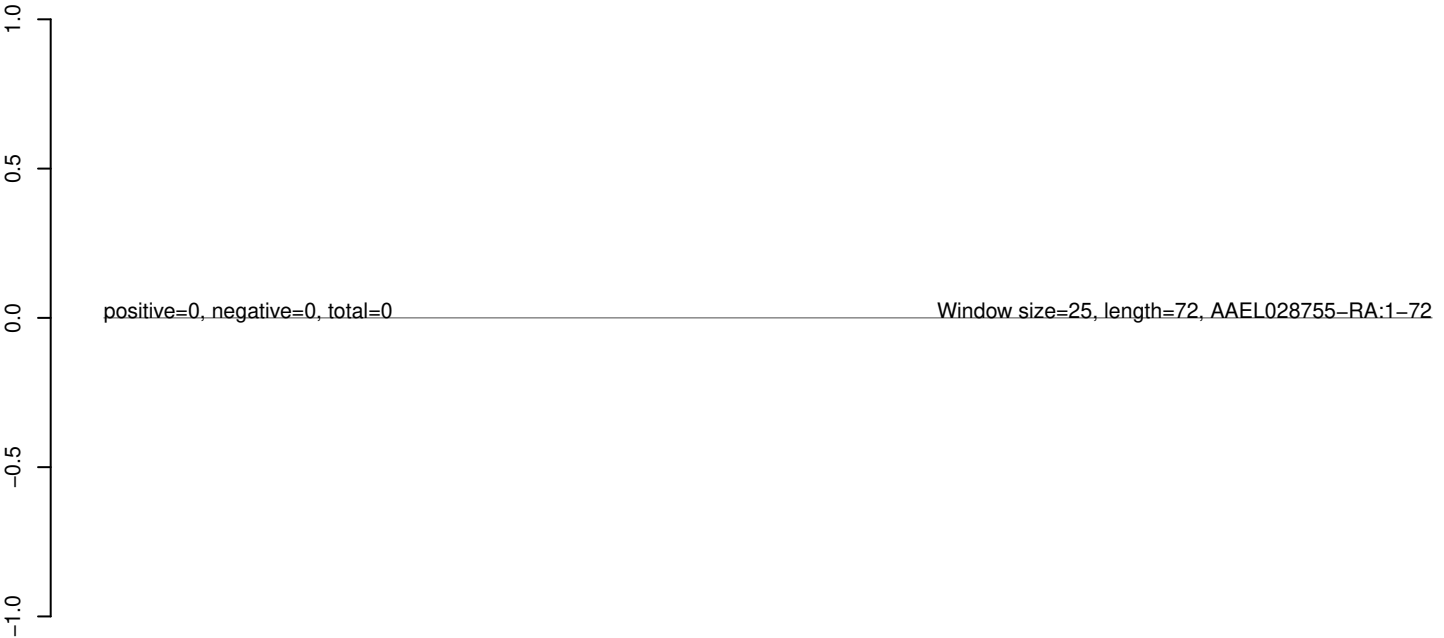 1.0
0.5
0.0
−0.5
−1.0
positive=0, negative=0, total=0
Window size=25, length=72, AAEL028755−RA:1−72